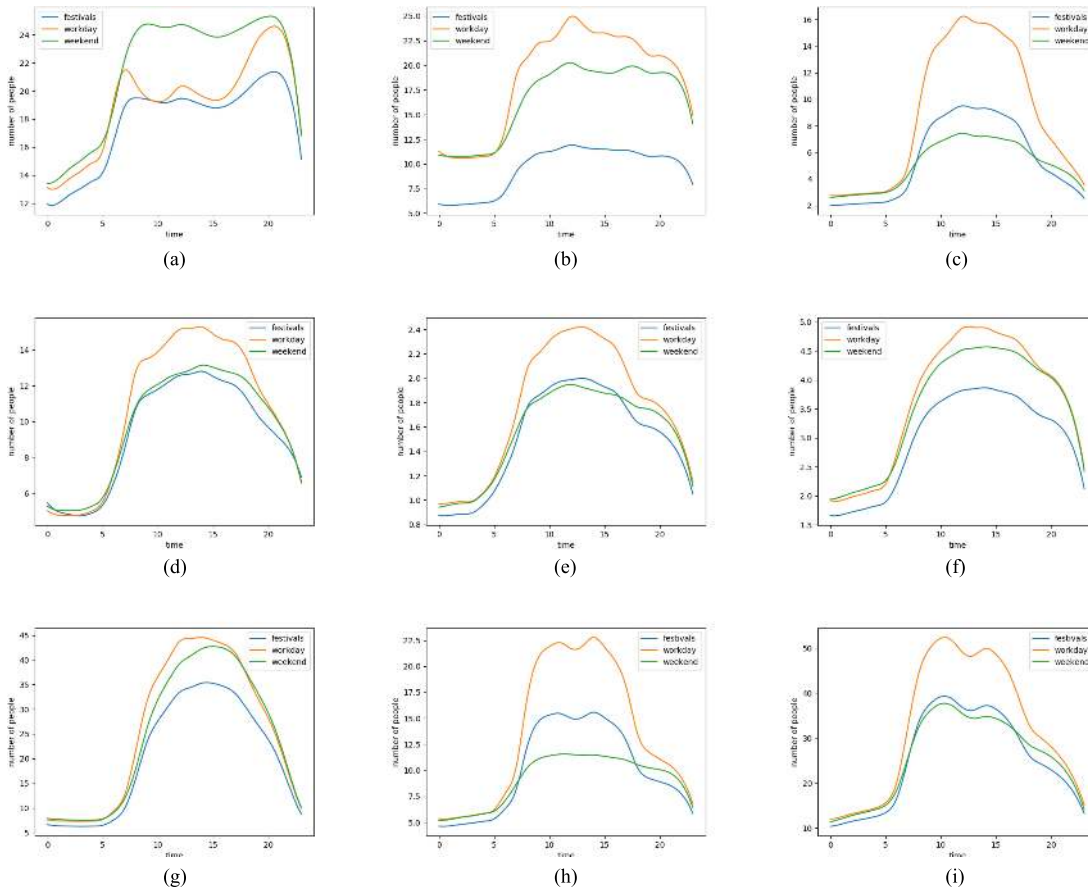 festivals
workday
weekend
number of people
24
22
20
18
16
14
12
0 5 10 15 20
time
(a)
festivals
workday
weekend
number of people
25.0
22.5
20.0
17.5
15.0
12.5
10.0
7.5
5.0
0 5 10 15 20
time
(b)
festivals
workday
weekend
number of people
16
14
12
10
8
6
4
2
0 5 10 15 20
time
(c)
festivals
workday
weekend
number of people
14
12
10
8
6
0 5 10 15 20
time
(d)
festivals
workday
weekend
number of people
2.4
2.2
2.0
1.8
1.6
1.4
1.2
1.0
0.8
0 5 10 15 20
time
(e)
festivals
workday
weekend
number of people
5.0
4.5
4.0
3.5
3.0
2.5
2.0
1.5
0 5 10 15 20
time
(f)
festivals
workday
weekend
number of people
45
40
35
30
25
20
15
10
5
0 5 10 15 20
time
(g)
festivals
workday
weekend
number of people
22.5
20.0
17.5
15.0
12.5
10.0
7.5
5.0
0 5 10 15 20
time
(h)
festivals
workday
weekend
number of people
50
40
30
20
10
0 5 10 15 20
time
(i)